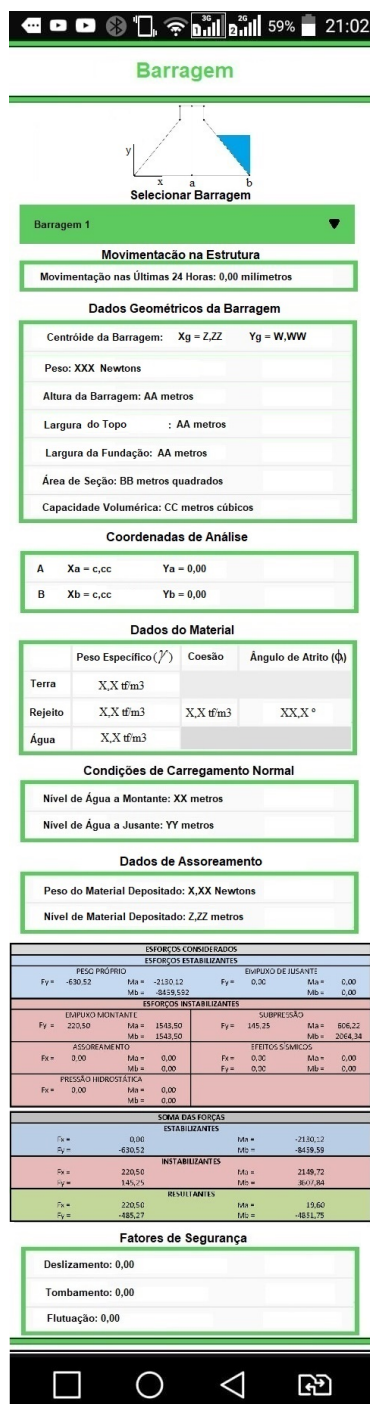 3G 1 2G 2 59% 21:02
Barragem
y
x a b
Selecionar Barragem
Barragem 1
Movimentacão na Estrutura
Movimentação nas Últimas 24 Horas: 0,00 milímetros
Dados Geométricos da Barragem
Centróide da Barragem: Xg = Z,ZZ Yg = W,WW
Peso: XXX Newtons
Altura da Barragem: AA metros
Largura do Topo : AA metros
Largura da Fundação: AA metros
Área de Seção: BB metros quadrados
Capacidade Volumérica: CC metros cúbicos
Coordenadas de Análise
A Xa = c,cc Ya = 0,00
B Xb = c,cc Yb = 0,00
Dados do Material
Peso Específico (γ) Coesão Ângulo de Atrito (ϕ)
Terra X,X tf/m3
Rejeito X,X tf/m3 X,X tf/m3 XX,X º
Água X,X tf/m3
Condições de Carregamento Normal
Nível de Água a Montante: XX metros
Nível de Água a Jusante: YY metros
Dados de Assoreamento
Peso do Material Depositado: X,XX Newtons
Nível de Material Depositado: Z,ZZ metros
ESFORÇOS CONSIDERADOS
ESFORÇOS ESTABILIZANTES
PESO PRÓPRIO EMPUXO DE JUSANTE
Fy = -630,52 Ma = -2130,12 Fy = 0,00 Ma = 0,00
Mb = -8459,592 Mb = 0,00
ESFORÇOS INSTABILIZANTES
EMPUXO MONTANTE SUBPRESSÃO
Fy = 220,50 Ma = 1543,50 Fy = 145,25 Ma = 606,22
Mb = 1543,50 Mb = 2064,34
ASSOREAMENTO EFEITOS SÍSMICOS
Fx = 0,00 Ma = 0,00 Fx = 0,00 Ma = 0,00
Mb = 0,00 Fy = 0,00 Mb = 0,00
PRESSÃO HIDROSTÁTICA
Fx = 0,00 Ma = 0,00
Mb = 0,00
SOMA DAS FORÇAS
ESTABILIZANTES
Fx = 0,00 Ma = -2130,12
Fy = -630,52 Mb = -8459,59
INSTABILIZANTES
Fx = 220,50 Ma = 2149,72
Fy = 145,25 Mb = 3607,84
RESULTANTES
Fx = 220,50 Ma = 19,60
Fy = -485,27 Mb = -4851,75
Fatores de Segurança
Deslizamento: 0,00
Tombamento: 0,00
Flutuação: 0,00